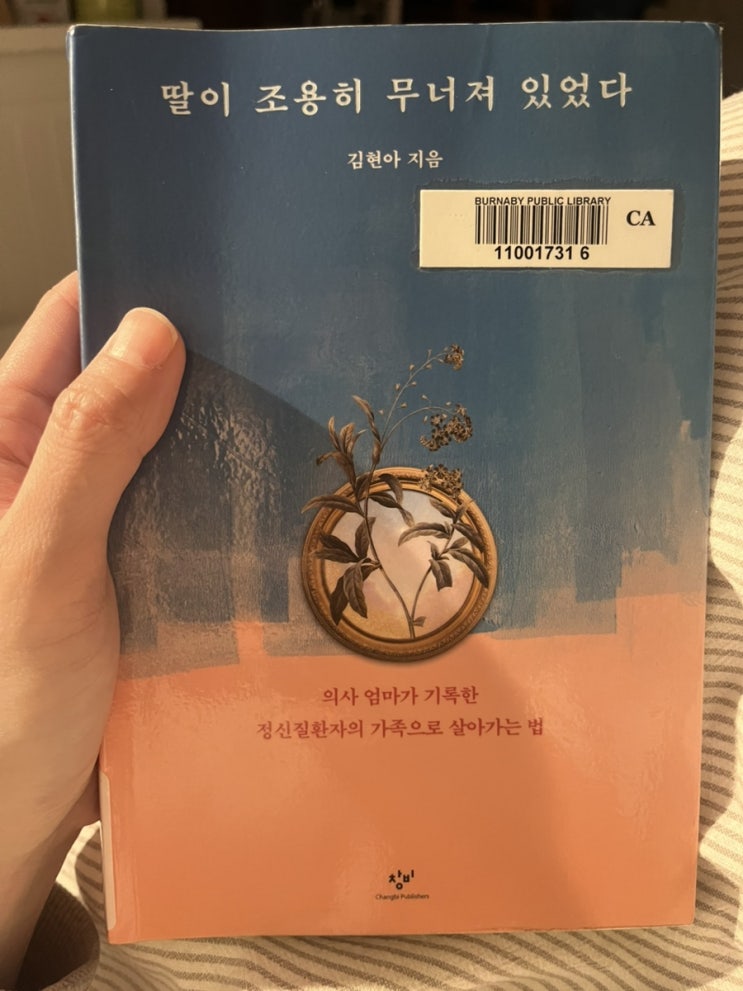 딸이 조용히 무너져 있었다
김현아 지음
BURNABY PUBLIC LIBRARY
CA
11001731 6
의사 엄마가 기록한
정신질환자의 가족으로 살아가는 법
창비
Changbi Publishers